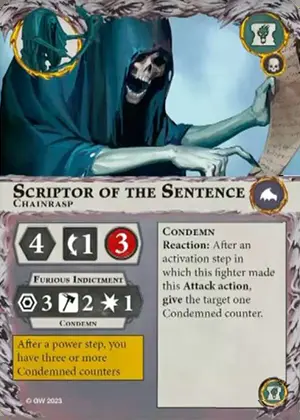 SCRIPTOR OF THE SENTENCE
CHAINRASP
4 1 3
FURIOUS INDICTMENT
3 2 1
CONDEMN
After a power step, you
have three or more
Condemned counters
CONDEMN
Reaction: After an
activation step in
which this fighter made
this Attack action,
give the target one
Condemned counter.
© GW 2023